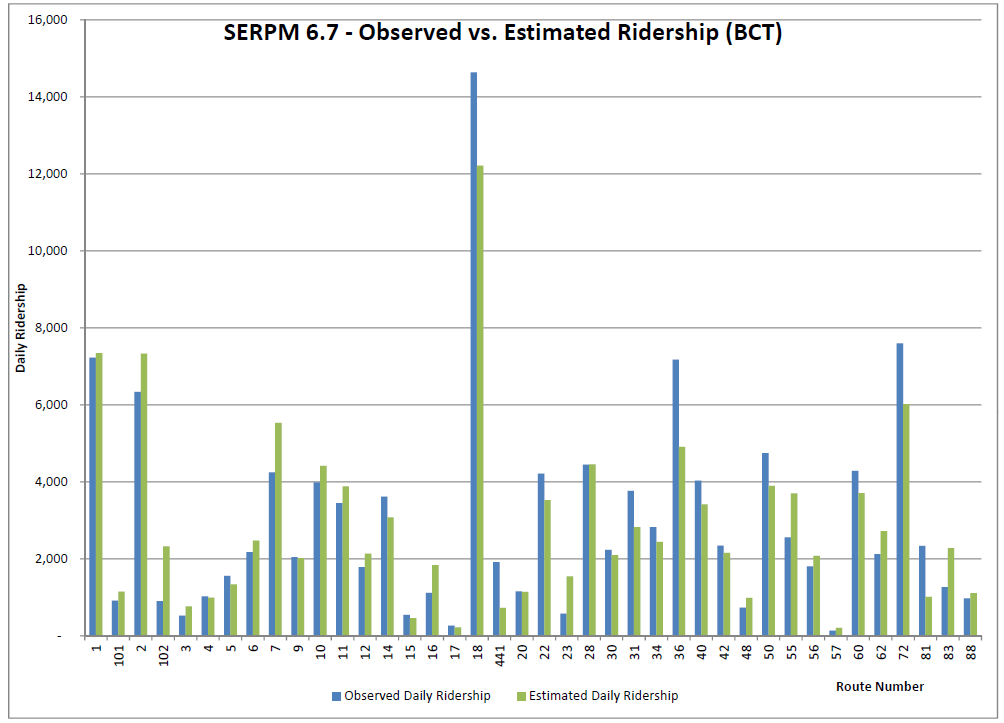 SERPM 6.7 - Observed vs. Estimated Ridership (BCT)
16,000
14,000
12,000
10,000
8,000
6,000
4,000
2,000
-
Daily Ridership
1 101 2 102 3 4 5 6 7 9 10 11 12 14 15 16 17 18 441 20 22 23 28 30 31 34 36 40 42 48 50 55 56 57 60 62 72 81 83 88
Route Number
Observed Daily Ridership Estimated Daily Ridership